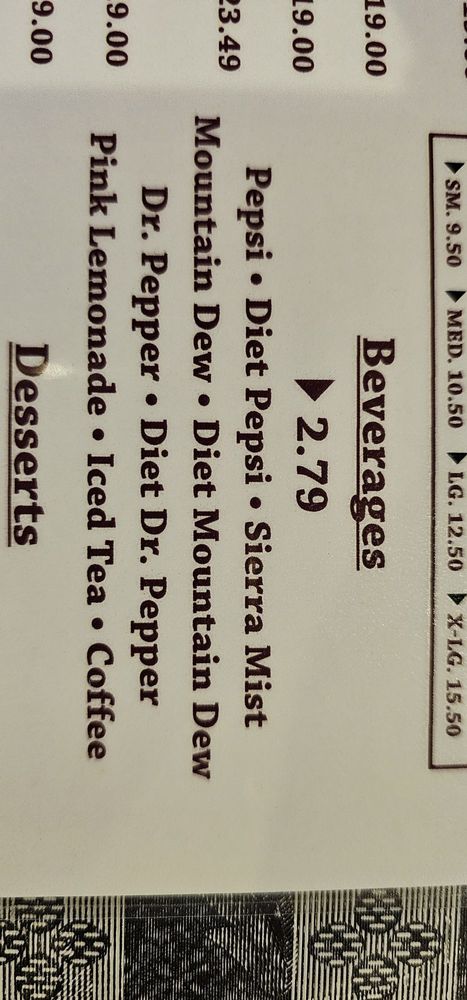 ▶ SM. 9.50 ▶ MED. 10.50 ▶ LG. 12.50 ▶ X-LG. 15.50
19.00
Beverages
19.00
▶ 2.79
23.49
Pepsi • Diet Pepsi • Sierra Mist
Mountain Dew • Diet Mountain Dew
Dr. Pepper • Diet Dr. Pepper
9.00
Pink Lemonade • Iced Tea • Coffee
9.00
Desserts